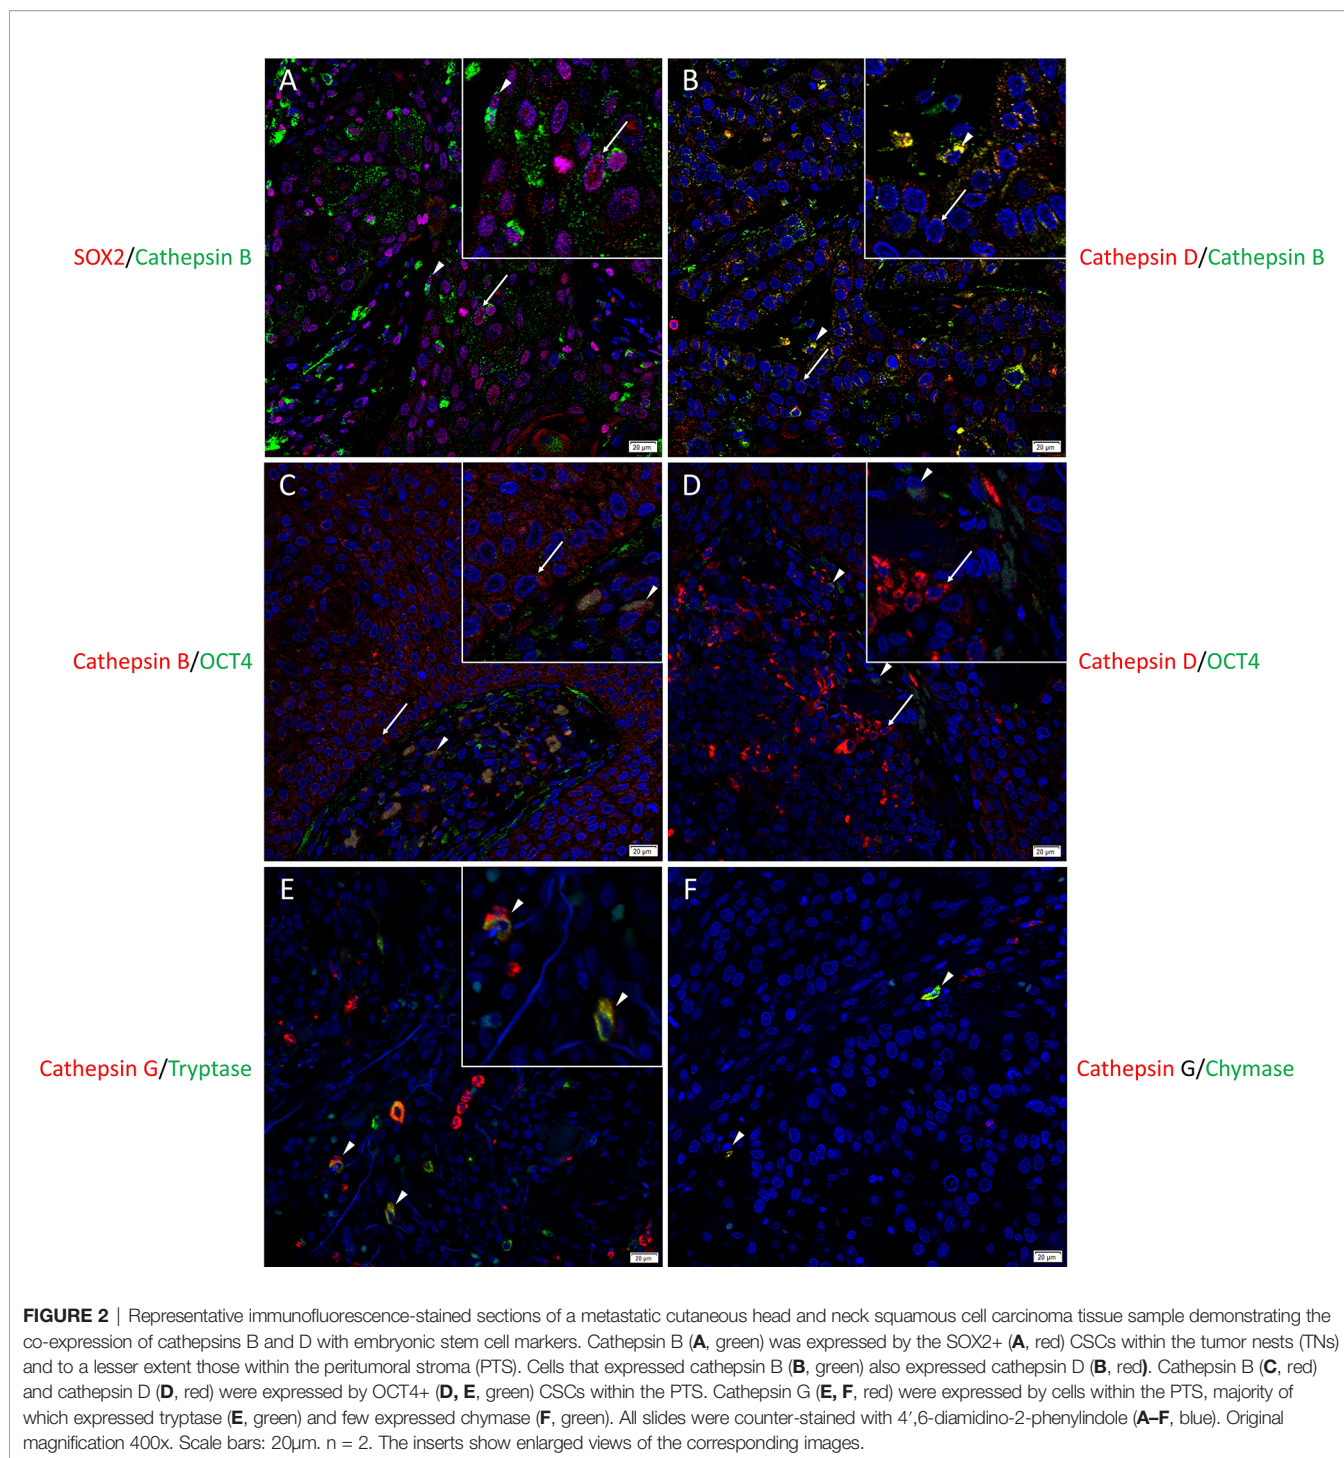 A
B
SOX2/Cathepsin B
Cathepsin D/Cathepsin B
20 µm
20 µm
C
D
Cathepsin B/OCT4
Cathepsin D/OCT4
20 µm
20 µm
E
F
Cathepsin G/Tryptase
Cathepsin G/Chymase
20 µm
20 µm
FIGURE 2 | Representative immunofluorescence-stained sections of a metastatic cutaneous head and neck squamous cell carcinoma tissue sample demonstrating the
co-expression of cathepsins B and D with embryonic stem cell markers. Cathepsin B (A, green) was expressed by the SOX2+ (A, red) CSCs within the tumor nests (TNs)
and to a lesser extent those within the peritumoral stroma (PTS). Cells that expressed cathepsin B (B, green) also expressed cathepsin D (B, red). Cathepsin B (C, red)
and cathepsin D (D, red) were expressed by OCT4+ (D, E, green) CSCs within the PTS. Cathepsin G (E, F, red) were expressed by cells within the PTS, majority of
which expressed tryptase (E, green) and few expressed chymase (F, green). All slides were counter-stained with 4′,6-diamidino-2-phenylindole (A–F, blue). Original
magnification 400x. Scale bars: 20µm. n = 2. The inserts show enlarged views of the corresponding images.